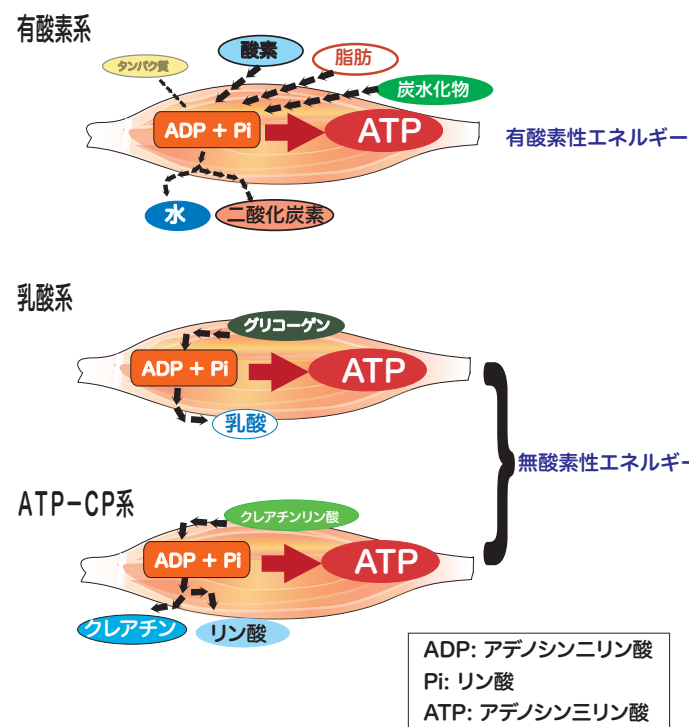 有酸素系
酸素
脂肪
タンパク質
炭水化物
ADP + Pi
ATP
有酸素性エネルギー
水
二酸化炭素
乳酸系
グリコーゲン
ADP + Pi
ATP
乳酸
無酸素性エネルギー
ATP−CP系
クレアチンリン酸
ADP + Pi
ATP
クレアチン
リン酸
ADP: アデノシン二リン酸
Pi: リン酸
ATP: アデノシン三リン酸